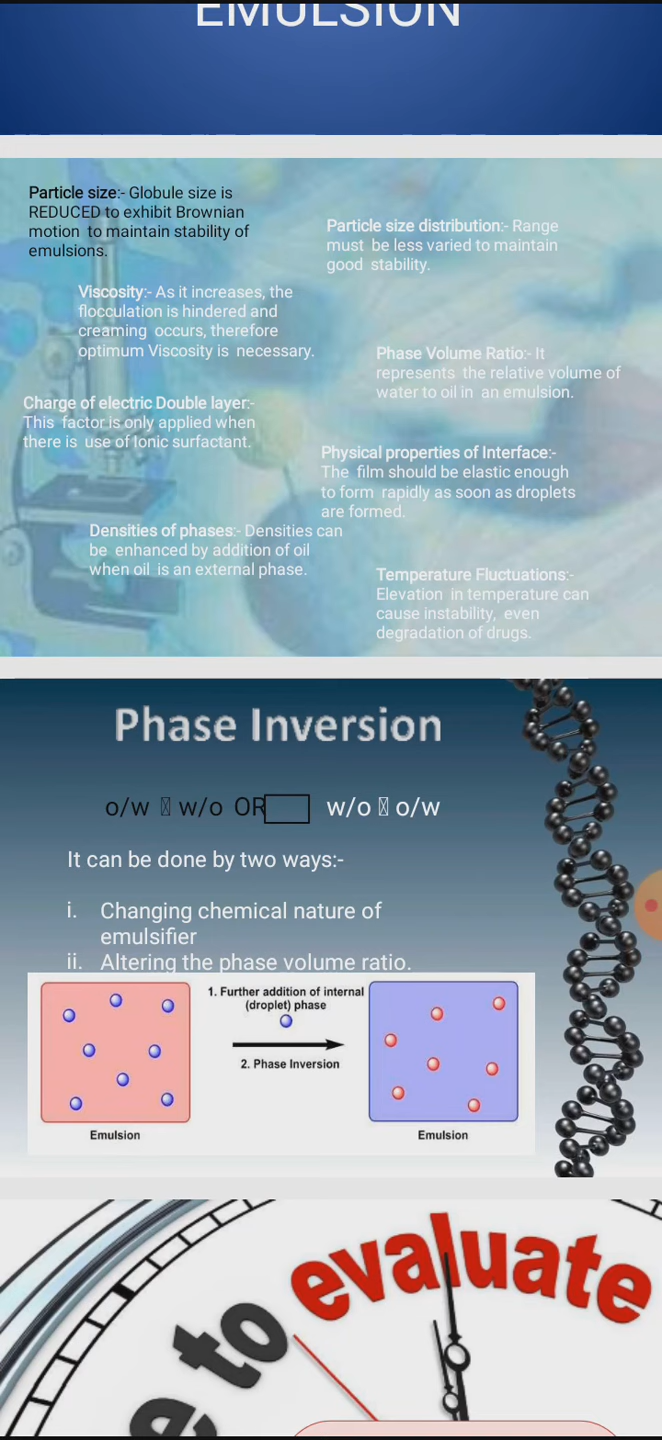 EMULSION
Particle size:- Globule size is
REDUCED to exhibit Brownian
motion to maintain stability of
emulsions.
Particle size distribution:- Range
must be less varied to maintain
good stability.
Viscosity:- As it increases, the
flocculation is hindered and
creaming occurs, therefore
optimum Viscosity is necessary.
Phase Volume Ratio:- It
represents the relative volume of
water to oil in an emulsion.
Charge of electric Double layer:-
This factor is only applied when
there is use of Ionic surfactant.
Physical properties of Interface:-
The film should be elastic enough
to form rapidly as soon as droplets
are formed.
Densities of phases:- Densities can
be enhanced by addition of oil
when oil is an external phase.
Temperature Fluctuations:-
Elevation in temperature can
cause instability, even
degradation of drugs.
Phase Inversion
o/w w/o OR w/o o/w
It can be done by two ways:-
i. Changing chemical nature of
emulsifier
ii. Altering the phase volume ratio.
1. Further addition of internal
(droplet) phase
2. Phase Inversion
Emulsion
Emulsion
e to evaluate